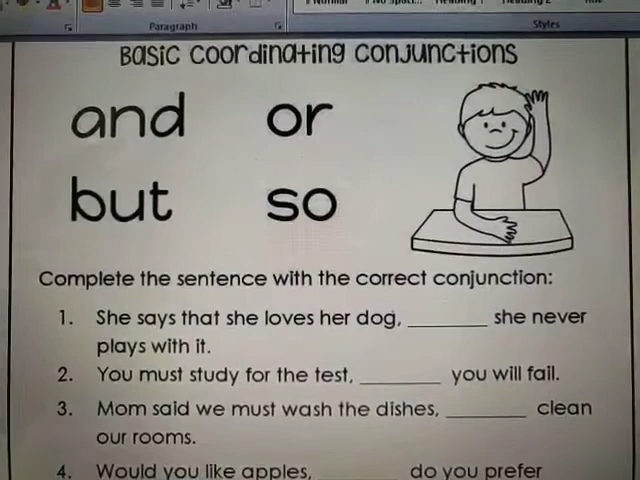 Paragraph
Styles
Basic Coordinating Conjunctions
and or
but so
Complete the sentence with the correct conjunction:
1. She says that she loves her dog, ________ she never
plays with it.
2. You must study for the test, ________ you will fail.
3. Mom said we must wash the dishes, ________ clean
our rooms.
4. Would you like apples, ________ do you prefer